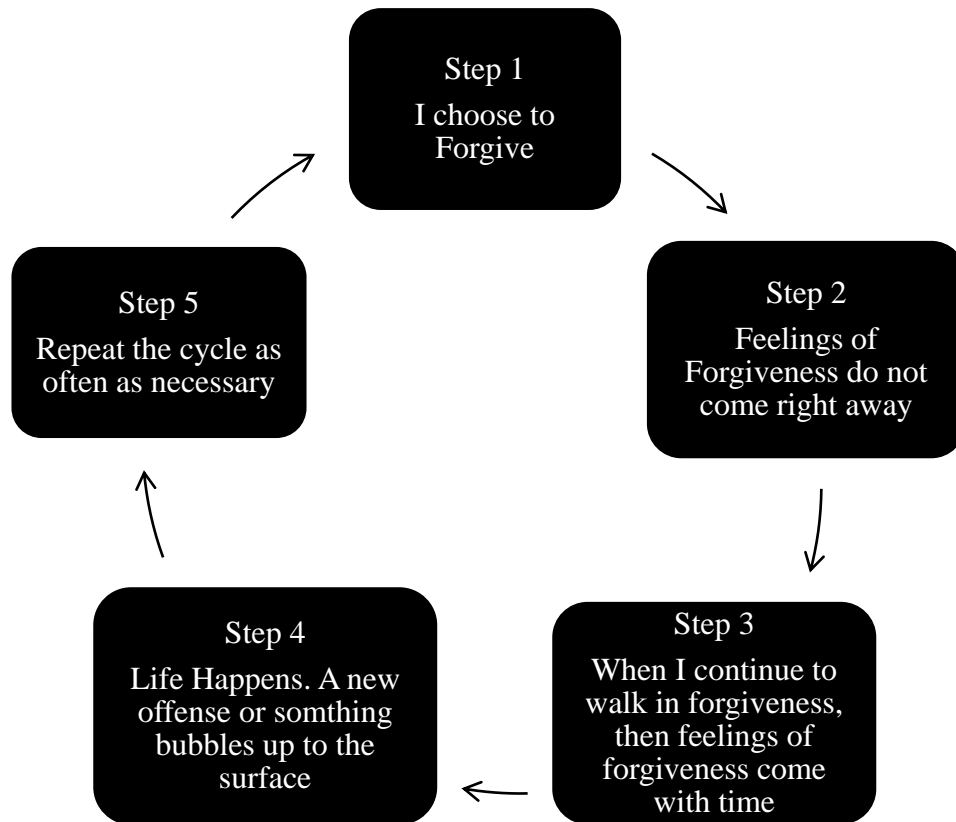 Step 1
I choose to
Forgive
Step 2
Feelings of
Forgiveness do not
come right away
Step 3
When I continue to
walk in forgiveness,
then feelings of
forgiveness come
with time
Step 4
Life Happens. A new
offense or somthing
bubbles up to the
surface
Step 5
Repeat the cycle as
often as necessary